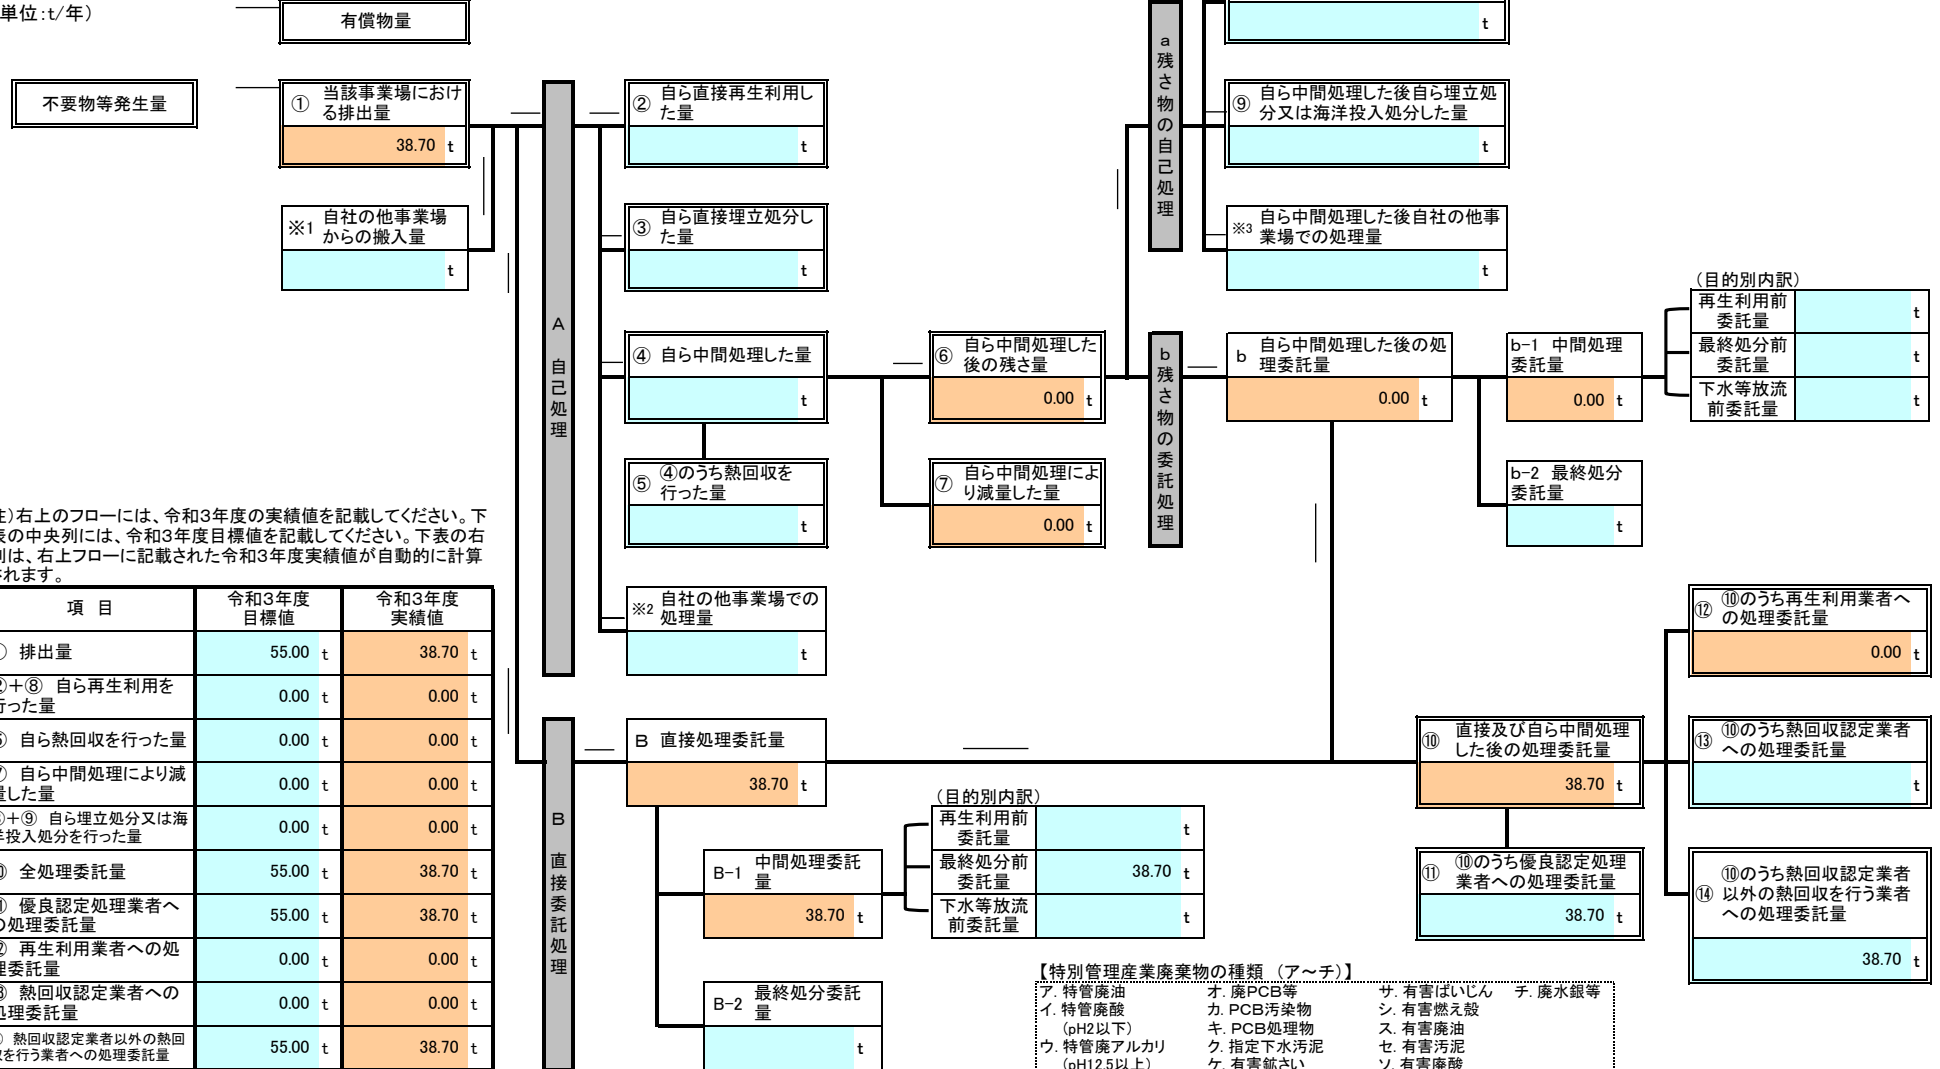 単位:t/年)
有償物量
t
不要物等発生量
① 当該事業場におけ
る排出量
38.70 t
※1 自社の他事業場
からの搬入量
t
A 自己処理
② 自ら直接再生利用し
た量
t
③ 自ら直接埋立処分し
た量
t
④ 自ら中間処理した量
t
⑤ ④のうち熱回収を
行った量
t
※2 自社の他事業場での
処理量
t
⑥ 自ら中間処理した
後の残さ量
0.00 t
⑦ 自ら中間処理によ
り減量した量
0.00 t
a 残さ物の自己処理
⑨ 自ら中間処理した後自ら埋立処
分又は海洋投入処分した量
t
※3 自ら中間処理した後自社の他事
業場での処理量
t
b 残さ物の委託処理
b 自ら中間処理した後の処
理委託量
0.00 t
b-1 中間処理
委託量
0.00 t
b-2 最終処分
委託量
t
(目的別内訳)
再生利用前
委託量
t
最終処分前
委託量
t
下水等放流
前委託量
t
注)右上のフローには、令和3年度の実績値を記載してください。下
表の中央列には、令和3年度目標値を記載してください。下表の右
列は、右上フローに記載された令和3年度実績値が自動的に計算
されます。
項 目 令和3年度
目標値 令和3年度
実績値
① 排出量 55.00 t 38.70 t
②+⑧ 自ら再生利用を
行った量 0.00 t 0.00 t
⑤ 自ら熱回収を行った量 0.00 t 0.00 t
⑦ 自ら中間処理により減
量した量 0.00 t 0.00 t
③+⑨ 自ら埋立処分又は海
洋投入処分を行った量 0.00 t 0.00 t
⑩ 全処理委託量 55.00 t 38.70 t
⑪ 優良認定処理業者へ
の処理委託量 55.00 t 38.70 t
⑫ 再生利用業者への処
理委託量 0.00 t 0.00 t
⑬ 熱回収認定業者への
処理委託量 0.00 t 0.00 t
⑭ 熱回収認定業者以外の熱回
収を行う業者への処理委託量 55.00 t 38.70 t
B 直接委託処理
B 直接処理委託量
38.70 t
B-1 中間処理委託
量
38.70 t
B-2 最終処分委託
量
t
(目的別内訳)
再生利用前
委託量
t
最終処分前
委託量
38.70 t
下水等放流
前委託量
t
⑩ 直接及び自ら中間処理
した後の処理委託量
38.70 t
⑪ ⑩のうち優良認定処理
業者への処理委託量
38.70 t
⑫ ⑩のうち再生利用業者へ
の処理委託量
0.00 t
⑬ ⑩のうち熱回収認定業者
への処理委託量
t
⑭ ⑩のうち熱回収認定業者
以外の熱回収を行う業者
への処理委託量
38.70 t
【特別管理産業廃棄物の種類 (ア~チ)】
ア. 特管廃油 オ. 廃PCB等 サ. 有害ばいじん チ. 廃水銀等
イ. 特管廃酸 カ. PCB汚染物 シ. 有害燃え殻
(pH2以下) キ. PCB処理物 ス. 有害廃油
ウ. 特管廃アルカリ ク. 指定下水汚泥 セ. 有害汚泥
(pH12.5以上) ケ. 有害鉱さい ソ. 有害廃酸